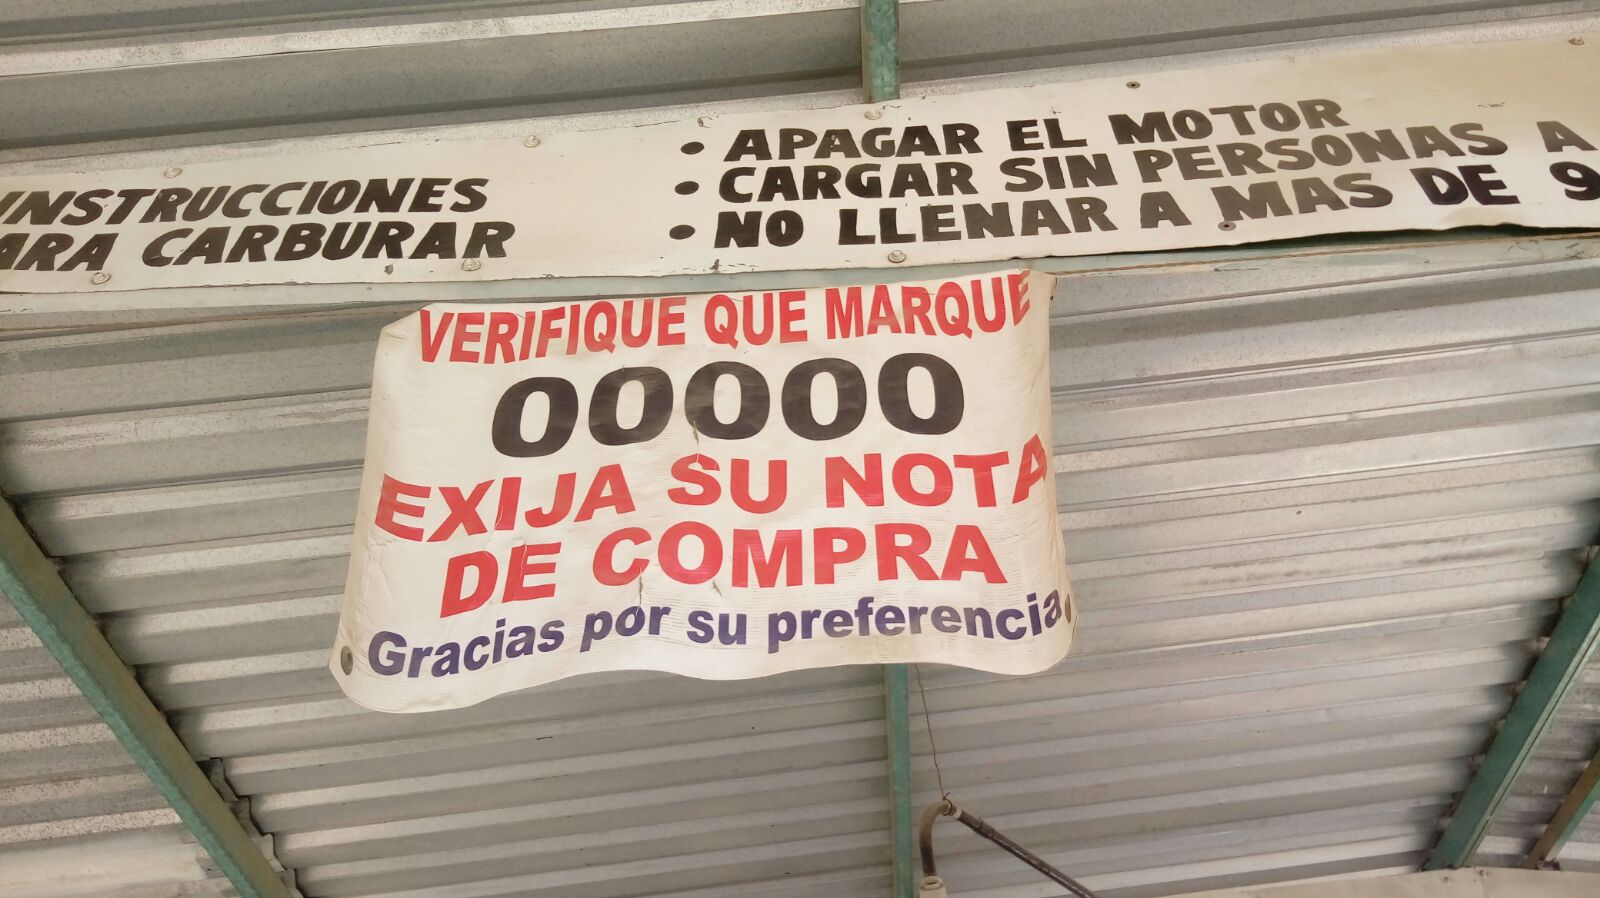 INSTRUCCIONES
ARA CARBURAR
• APAGAR EL MOTOR
• CARGAR SIN PERSONAS A
• NO LLENAR A MAS DE 9
VERIFIQUE QUE MARQUE
00000
EXIJA SU NOTA
DE COMPRA
Gracias por su preferencia